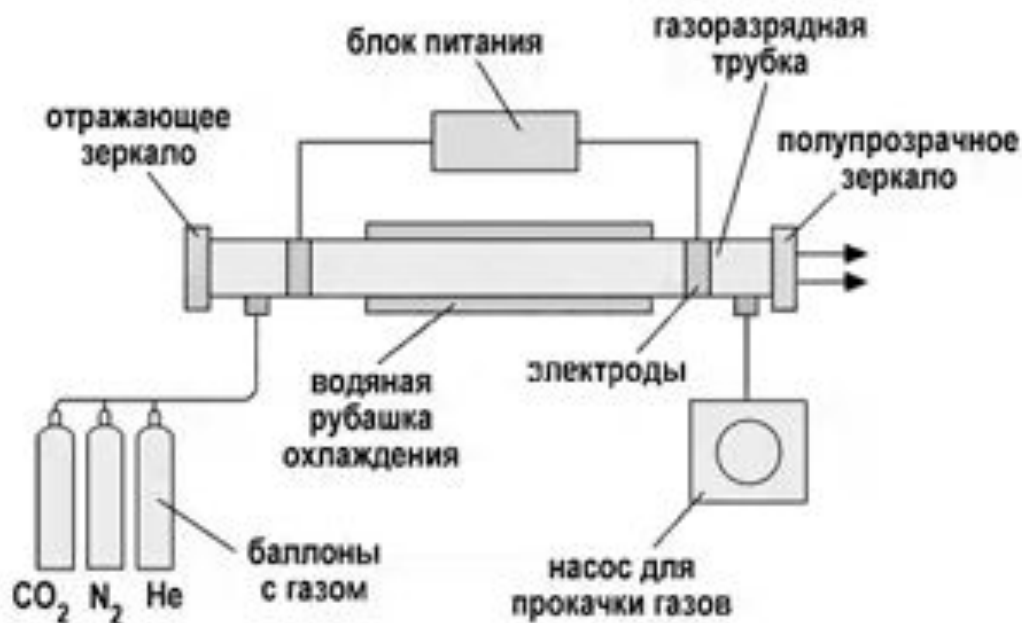 блок питания
газоразрядная
трубка
отражающее
зеркало
полупрозрачное
зеркало
электроды
водяная
рубашка
охлаждения
баллоны
с газом
насос для
прокачки газов
CO₂ N₂ He